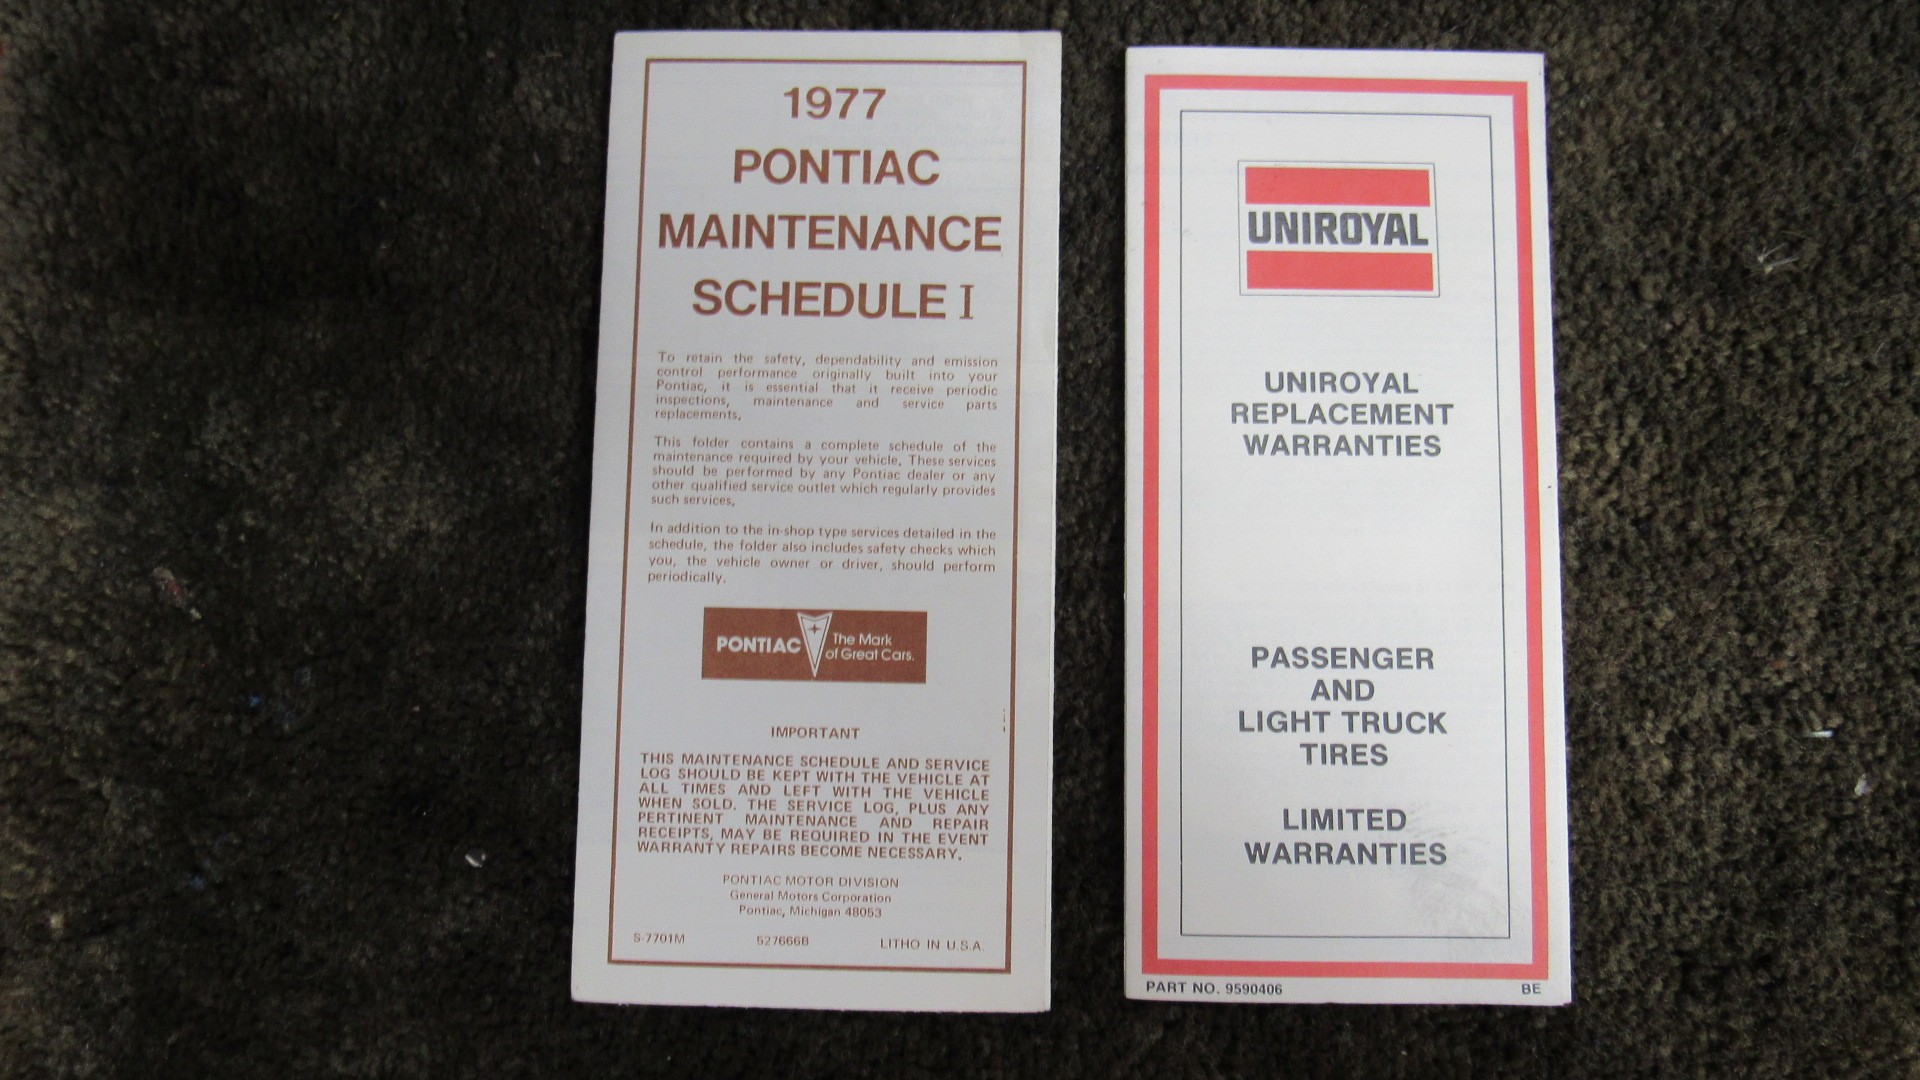 1977
PONTIAC
MAINTENANCE
SCHEDULE I
To retain the safety, dependability and emission
control performance originally built into your
Pontiac, it is essential that it receive periodic
inspections, maintenance and service parts
replacements.
This folder contains a complete schedule of the
maintenance required by your vehicle. These services
should be performed by any Pontiac dealer or any
other qualified service outlet which regularly provides
such services.
In addition to the in-shop type services detailed in the
schedule, the folder also includes safety checks which
you, the vehicle owner or driver, should perform
periodically.
PONTIAC The Mark
of Great Cars.
IMPORTANT
THIS MAINTENANCE SCHEDULE AND SERVICE
LOG SHOULD BE KEPT WITH THE VEHICLE AT
ALL TIMES AND LEFT WITH THE VEHICLE
WHEN SOLD. THE SERVICE LOG, PLUS ANY
PERTINENT MAINTENANCE AND REPAIR
RECEIPTS, MAY BE REQUIRED IN THE EVENT
WARRANTY REPAIRS BECOME NECESSARY.
PONTIAC MOTOR DIVISION
General Motors Corporation
Pontiac, Michigan 48053
S-7701M 527666B LITHO IN U.S.A.
UNIROYAL
UNIROYAL
REPLACEMENT
WARRANTIES
PASSENGER
AND
LIGHT TRUCK
TIRES
LIMITED
WARRANTIES
PART NO. 9590406 BE